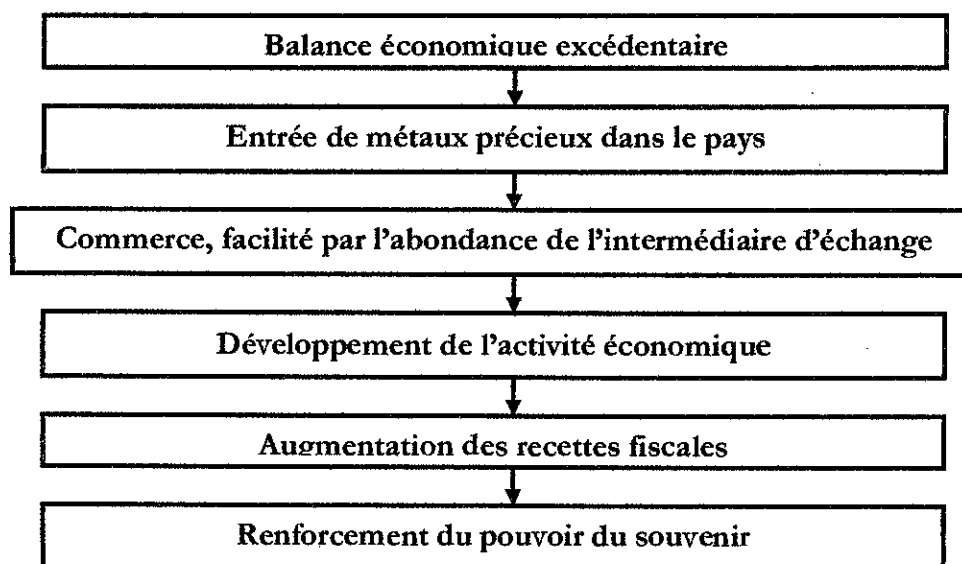 Balance économique excédentaire
Entrée de métaux précieux dans le pays
Commerce, facilité par l'abondance de l'intermédiaire d'échange
Développement de l'activité économique
Augmentation des recettes fiscales
Renforcement du pouvoir du souvenir